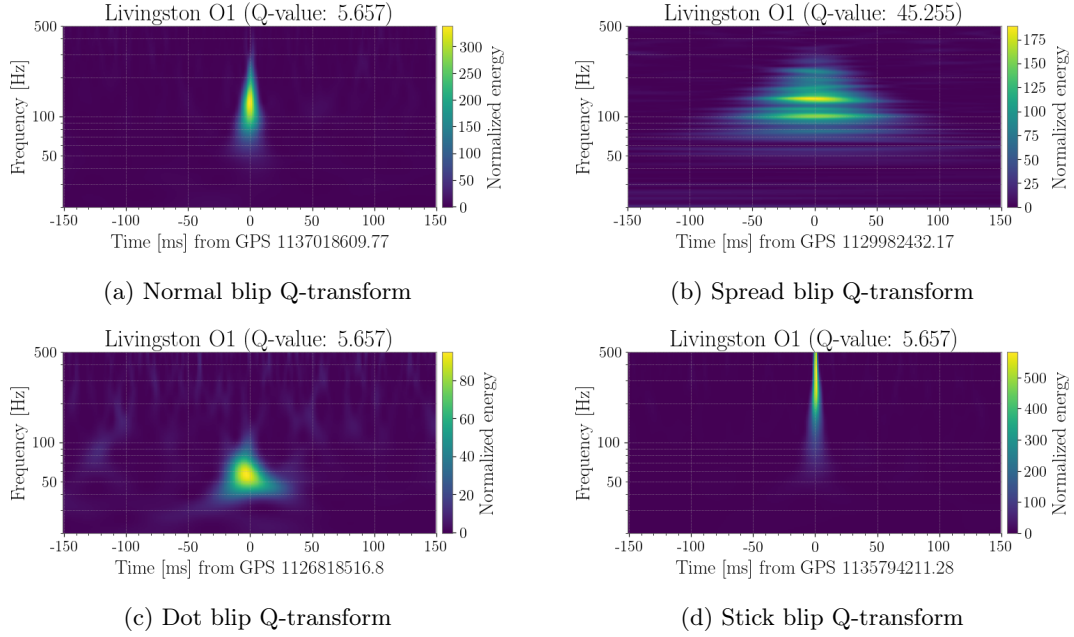 Livingston O1 (Q-value: 5.657)
500
100
50
Frequency [Hz]
-150 -100 -50 0 50 100 150
Time [ms] from GPS 1137018609.77
300
250
200
150
100
50
0
Normalized energy
(a) Normal blip Q-transform
Livingston O1 (Q-value: 45.255)
500
100
50
Frequency [Hz]
-150 -100 -50 0 50 100 150
Time [ms] from GPS 1129982432.17
175
150
125
100
75
50
25
0
Normalized energy
(b) Spread blip Q-transform
Livingston O1 (Q-value: 5.657)
500
100
50
Frequency [Hz]
-150 -100 -50 0 50 100 150
Time [ms] from GPS 1126818516.8
80
60
40
20
0
Normalized energy
(c) Dot blip Q-transform
Livingston O1 (Q-value: 5.657)
500
100
50
Frequency [Hz]
-150 -100 -50 0 50 100 150
Time [ms] from GPS 1135794211.28
500
400
300
200
100
0
Normalized energy
(d) Stick blip Q-transform